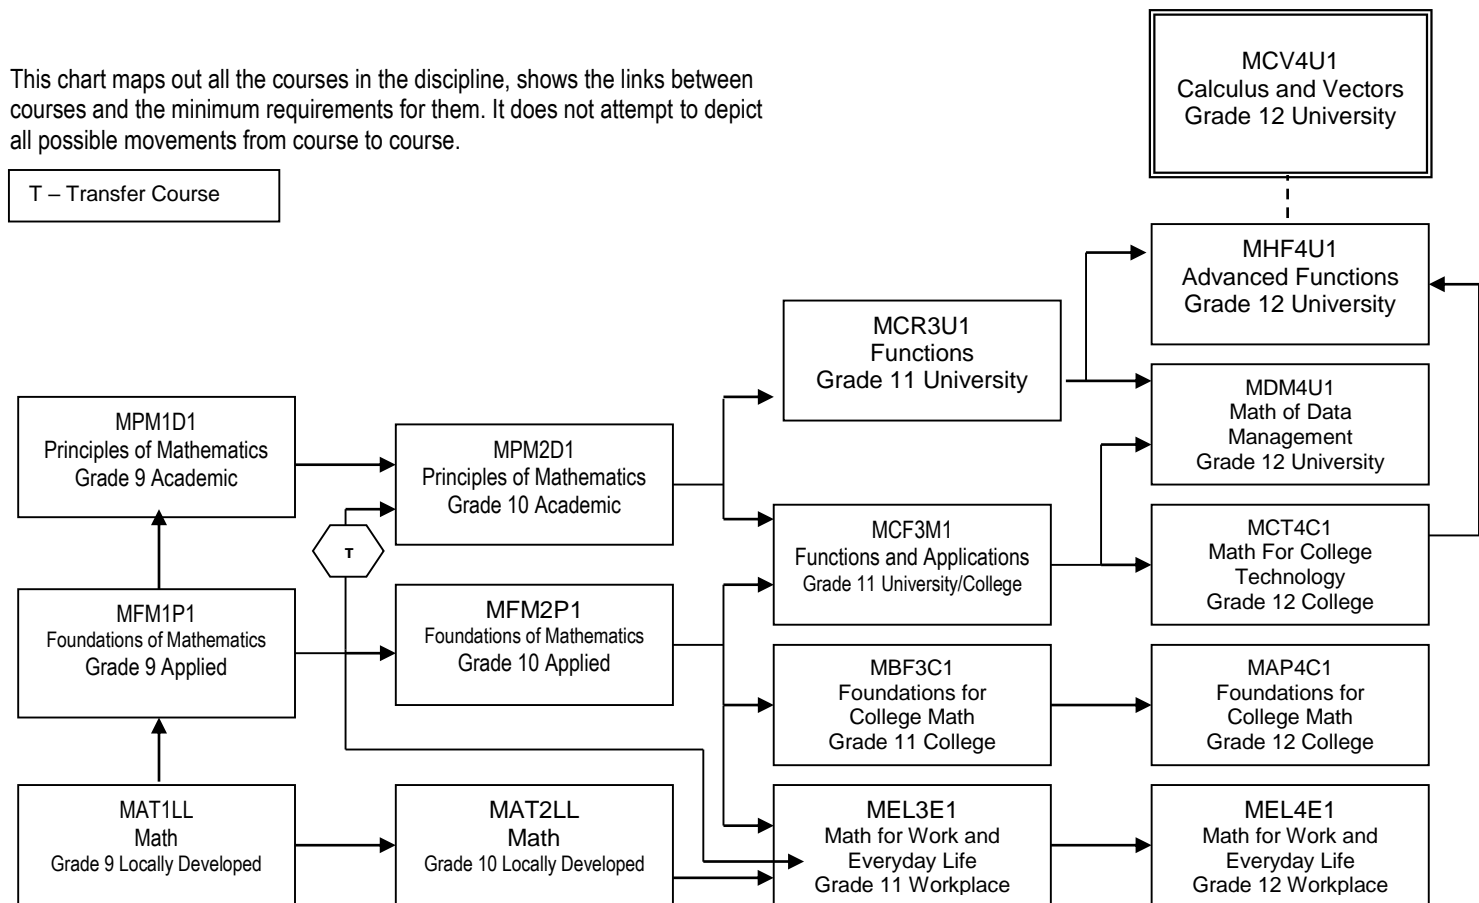 This chart maps out all the courses in the discipline, shows the links between
courses and the minimum requirements for them. It does not attempt to depict
all possible movements from course to course.
T – Transfer Course
MCV4U1
Calculus and Vectors
Grade 12 University
MHF4U1
Advanced Functions
Grade 12 University
MCR3U1
Functions
Grade 11 University
MDM4U1
Math of Data
Management
Grade 12 University
MPM1D1
Principles of Mathematics
Grade 9 Academic
MPM2D1
Principles of Mathematics
Grade 10 Academic
T
MCF3M1
Functions and Applications
Grade 11 University/College
MCT4C1
Math For College
Technology
Grade 12 College
MFM1P1
Foundations of Mathematics
Grade 9 Applied
MFM2P1
Foundations of Mathematics
Grade 10 Applied
MBF3C1
Foundations for
College Math
Grade 11 College
MAP4C1
Foundations for
College Math
Grade 12 College
MAT1LL
Math
Grade 9 Locally Developed
MAT2LL
Math
Grade 10 Locally Developed
MEL3E1
Math for Work and
Everyday Life
Grade 11 Workplace
MEL4E1
Math for Work and
Everyday Life
Grade 12 Workplace